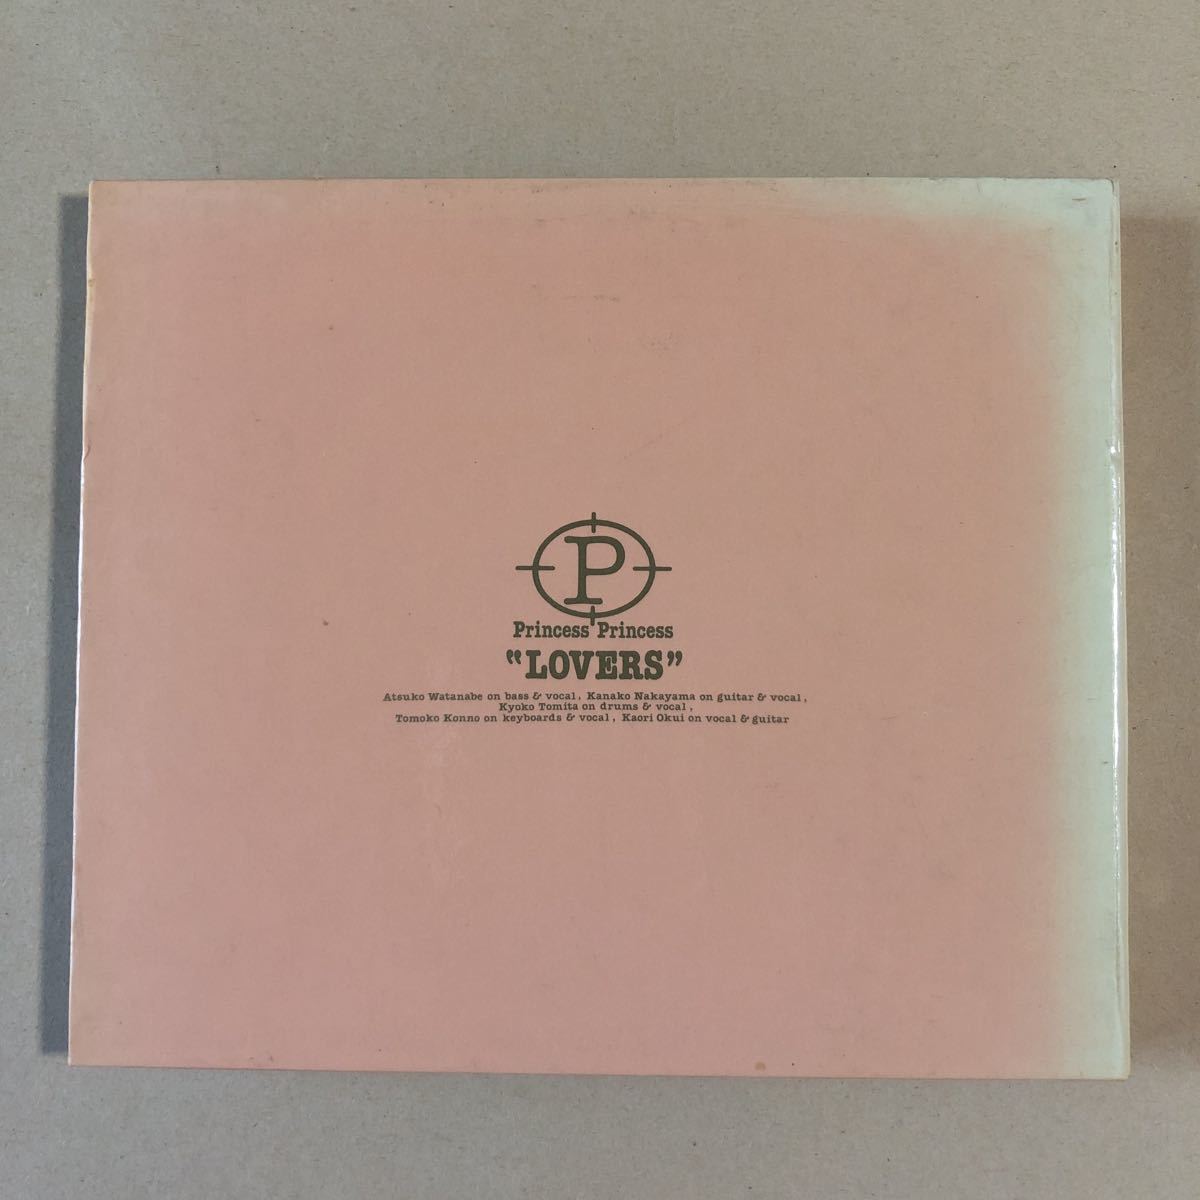 P
Princess Princess
“LOVERS”
Atsuko Watanabe on bass & vocal, Kanako Nakayama on guitar & vocal,
Kyoko Tomita on drums & vocal,
Tomoko Konno on keyboards & vocal, Kaori Okui on vocal & guitar